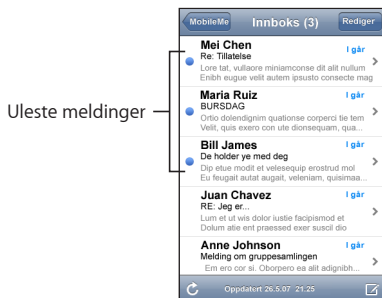 MobileMe
Innboks (3)
Rediger
Uleste meldinger
Mei Chen
I går
Re: Tillatelse
Lore tat, vullaore miniamconse dit alit nullum
Enibh eugue velit autem ipsusto consecte mag
Maria Ruiz
I går
BURSDAG
Ortio dolendignim quationse corperci tie tem
Velit, quis exero con ute dionsequam, qua...
Bill James
I går
De holder ye med deg
Dip etue modit et velesequip erostrud mol
Eu feugait autat augait, veleniam, quisimaa...
Juan Chavez
I går
RE: Jeg er...
Lum et ut wis dolor iustie facipismod et
Dolum atie ent praessed exer suscil dio
Anne Johnson
I går
Melding om gruppesamlingen
Em ero cor si. Oborpero ea alit adignibh...
Oppdatert 26.5.07 21.25